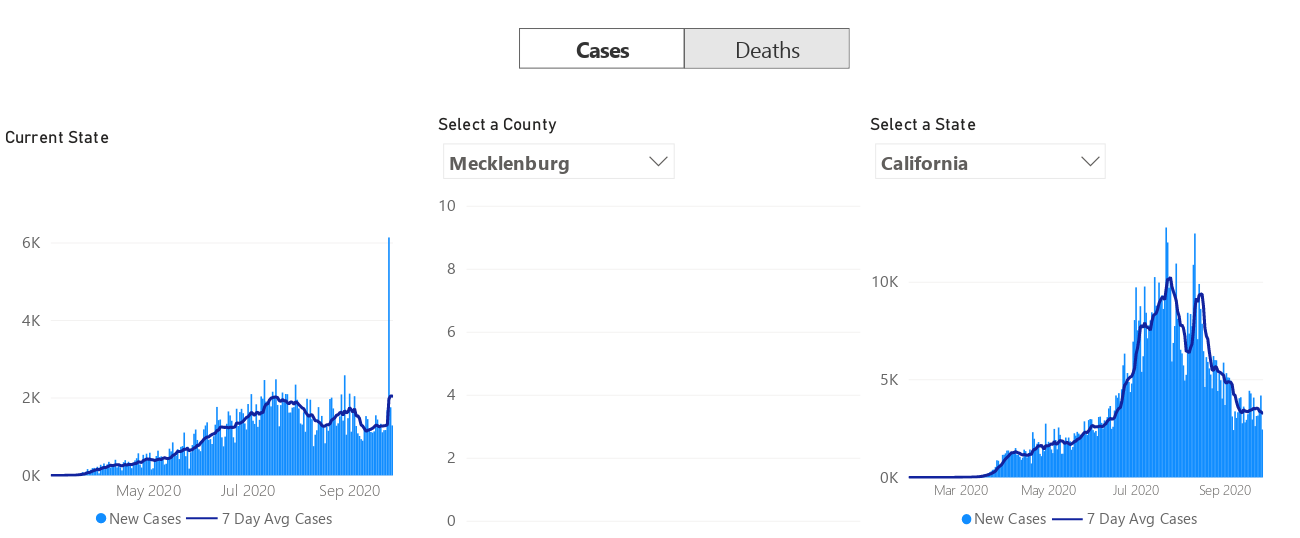 Cases
Deaths
Current State
6K
4K
2K
0K
May 2020
Jul 2020
Sep 2020
New Cases
7 Day Avg Cases
Select a County
Mecklenburg
10
8
6
4
2
0
Select a State
California
10K
5K
0K
Mar 2020
May 2020
Jul 2020
Sep 2020
New Cases
7 Day Avg Cases